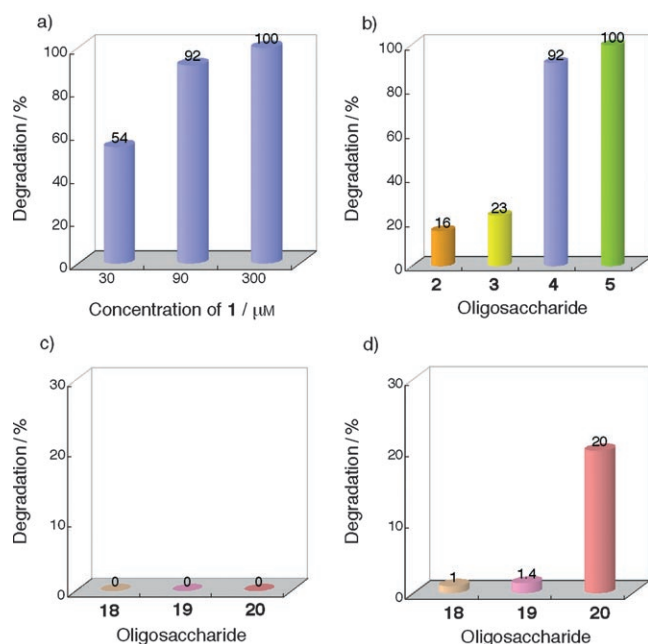 a)
Degradation / %
100
80
60
40
20
0
54
92
100
30 90 300
Concentration of 1 / µM
b)
Degradation / %
100
80
60
40
20
0
16
23
92
100
2 3 4 5
Oligosaccharide
c)
Degradation / %
30
20
10
0
0 0 0
18 19 20
Oligosaccharide
d)
Degradation / %
30
20
10
0
1
1.4
20
18 19 20
Oligosaccharide